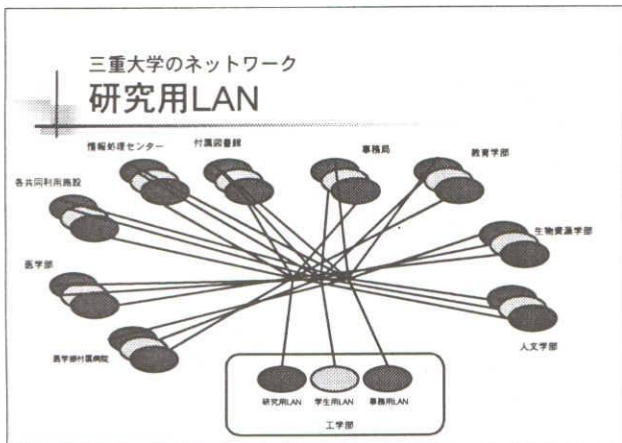 三重大学のネットワーク
研究用LAN
情報処理センター
付属図書館
事務局
教育学部
各共同利用施設
生物資源学部
医学部
人文学部
医学部付属病院
研究用LAN
学生用LAN
事務用LAN
工学部